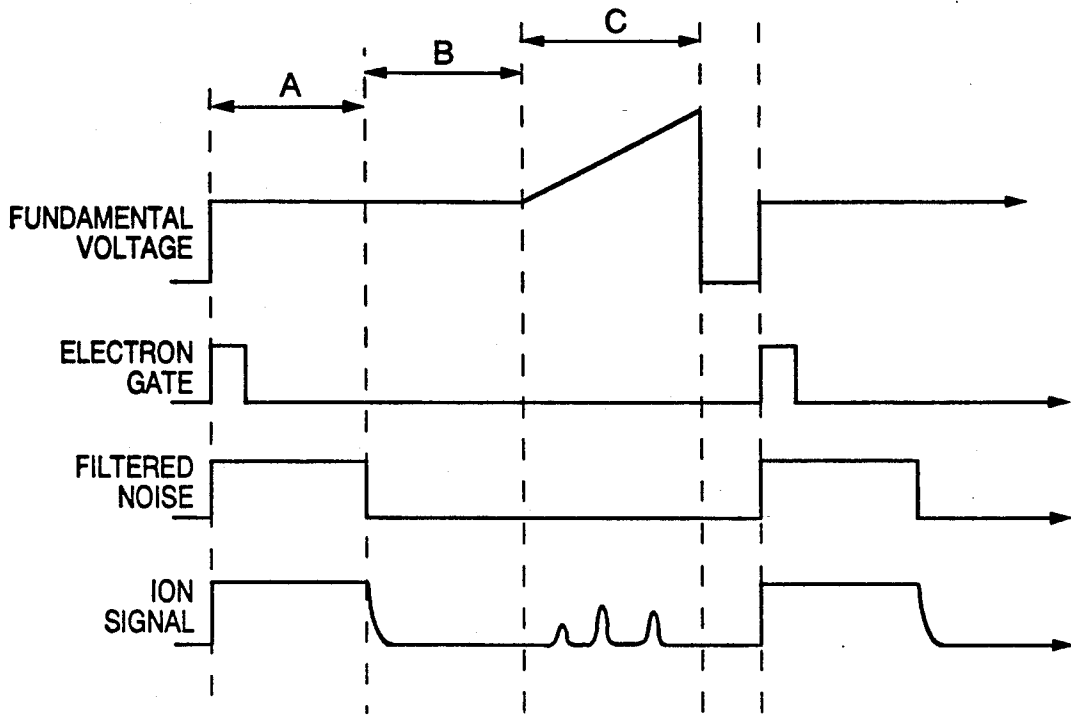 C
B
A
FUNDAMENTAL
VOLTAGE
ELECTRON
GATE
FILTERED
NOISE
ION
SIGNAL